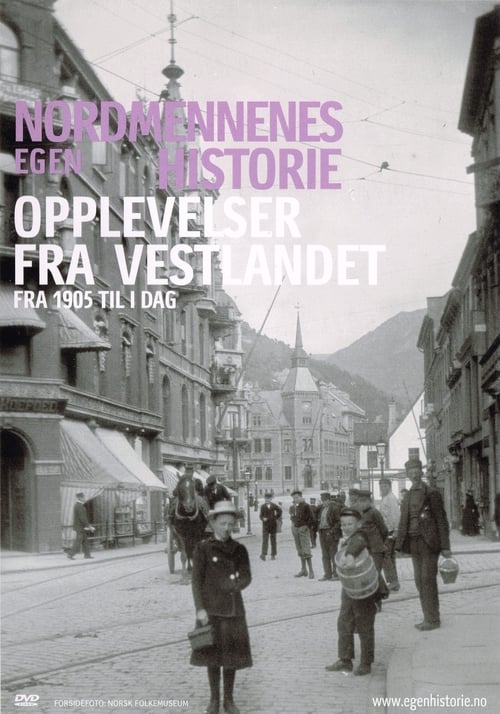 NORDMENNENES
EGEN HISTORIE
OPPLEVELSER
FRA VESTLANDET
FRA 1905 TIL I DAG
DVD
FORSIDEFOTO: NORSK FOLKEMUSEUM
www.egenhistorie.no